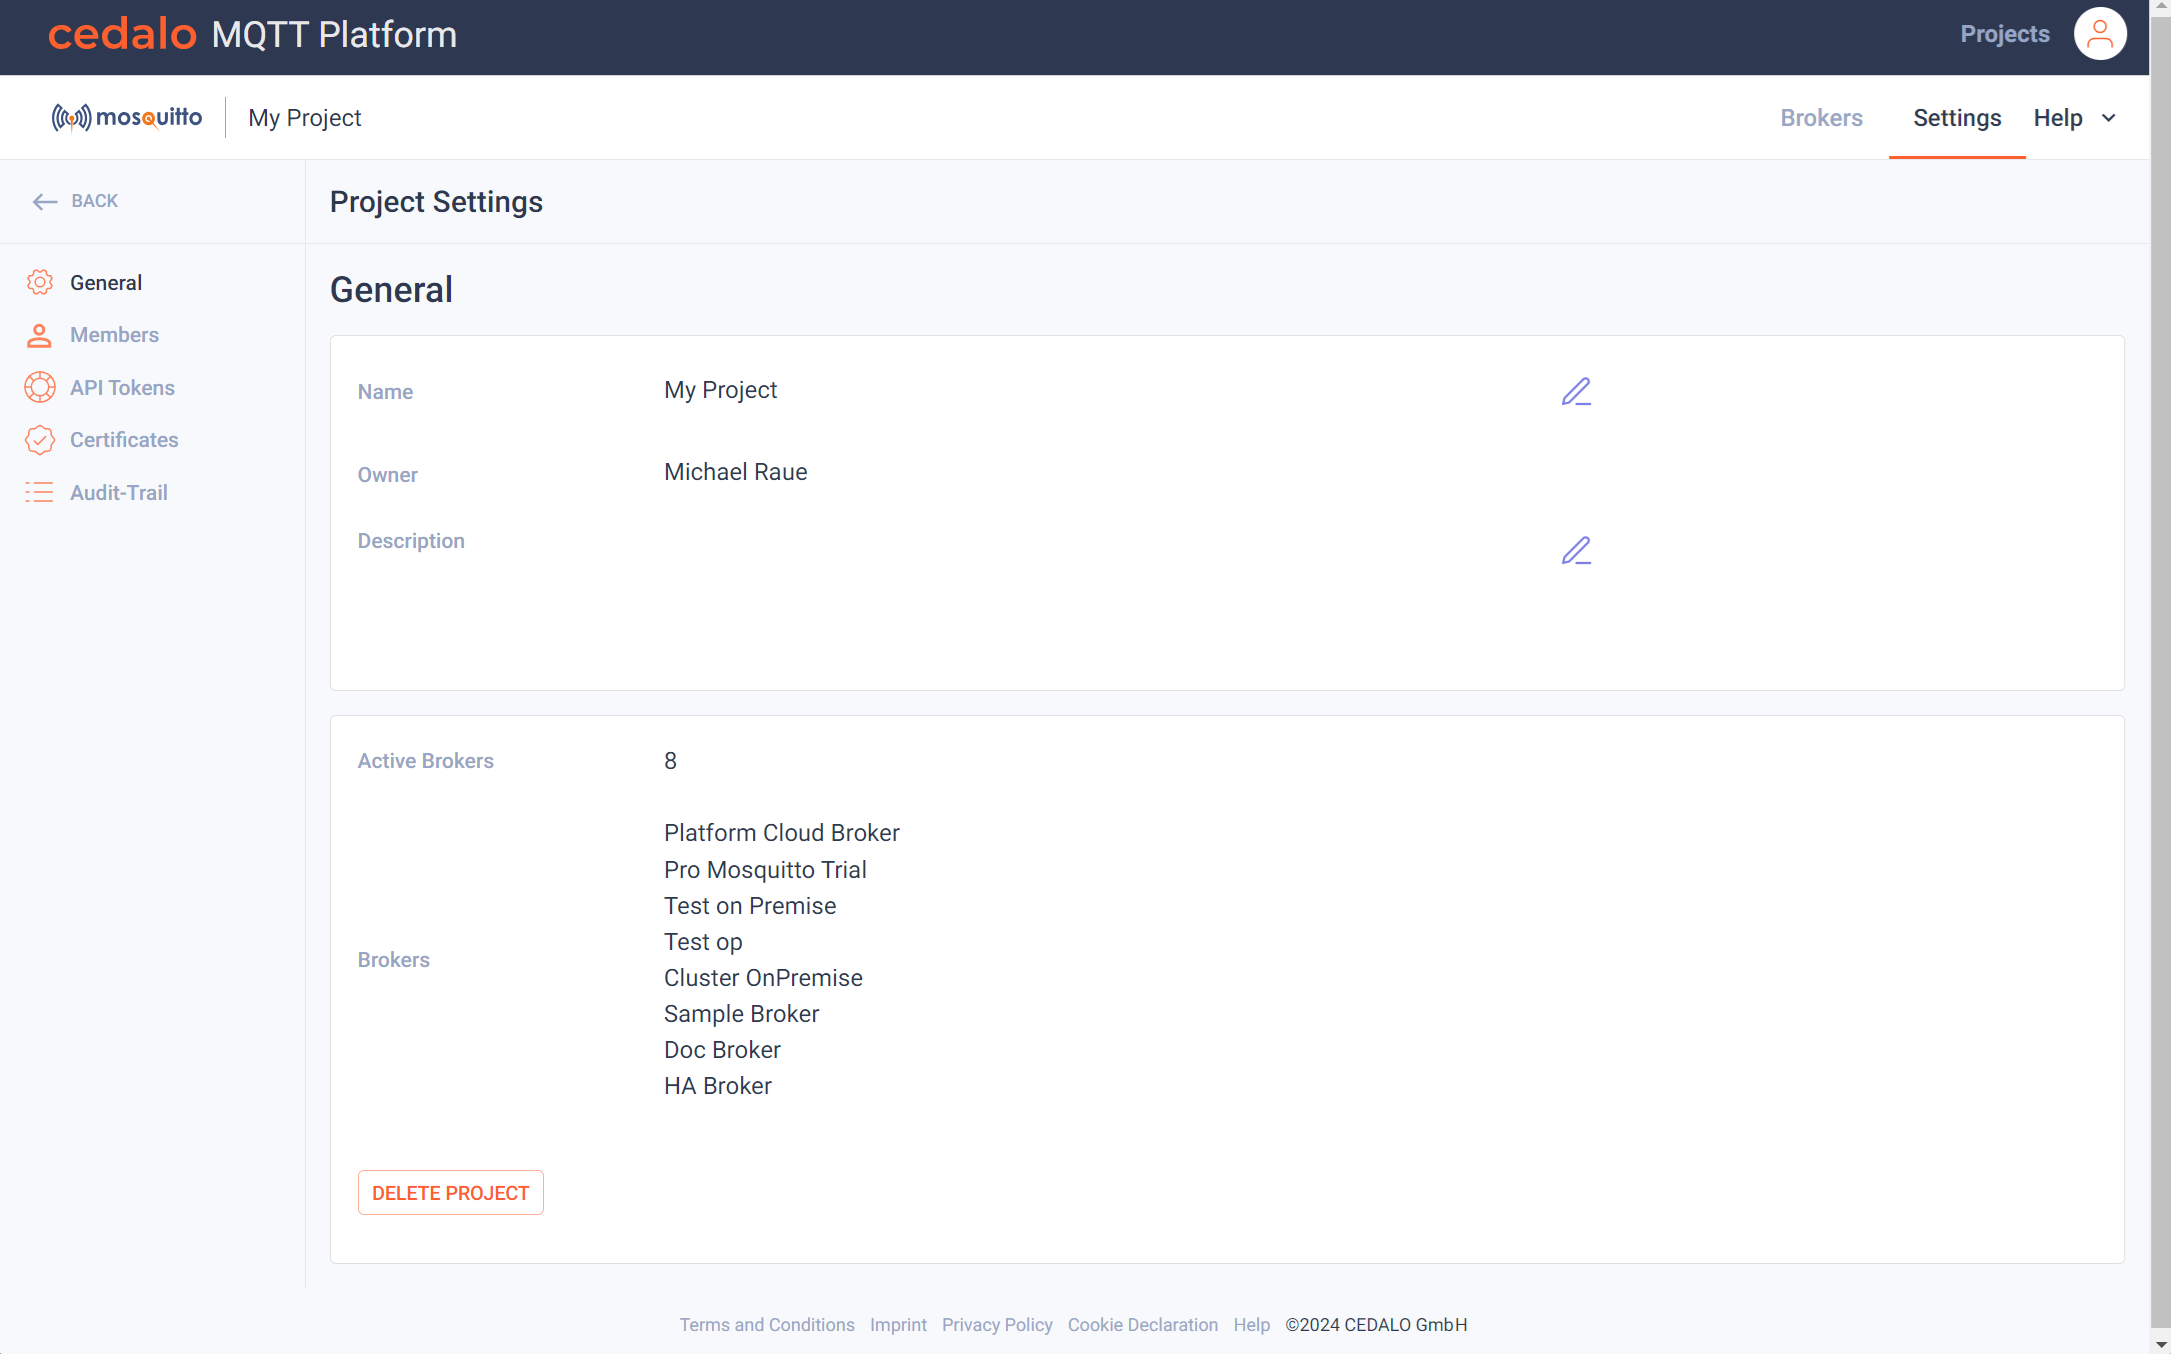 cedalo MQTT Platform
Projects
mosquitto
My Project
Brokers
Settings
Help
BACK
Project Settings
General
Members
API Tokens
Certificates
Audit-Trail
General
Name
My Project
Owner
Michael Raue
Description
Active Brokers
8
Brokers
Platform Cloud Broker
Pro Mosquitto Trial
Test on Premise
Test op
Cluster OnPremise
Sample Broker
Doc Broker
HA Broker
DELETE PROJECT
Terms and Conditions Imprint Privacy Policy Cookie Declaration Help ©2024 CEDALO GmbH